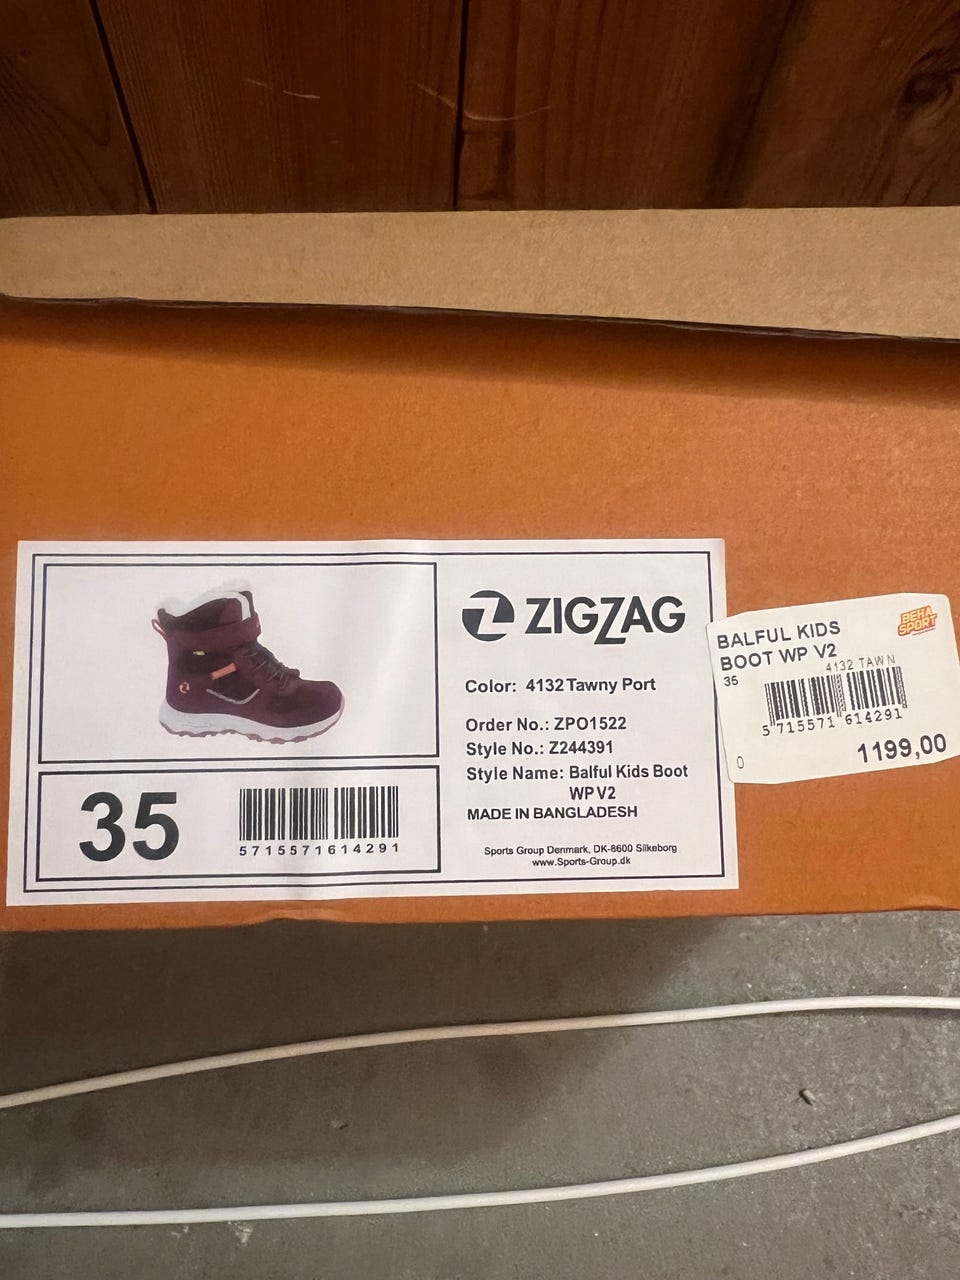 ZIGZAG
Color: 4132 Tawny Port
Order No.: ZPO1522
Style No.: Z244391
Style Name: Balful Kids Boot
WP V2
MADE IN BANGLADESH
Sports Group Denmark, DK-8600 Silkeborg
www.Sports-Group.dk
35
5715571614291
BEHA
SPORT
BALFUL KIDS
BOOT WP V2
4132 TAWN
35
5 715571 614291
0
1199,00